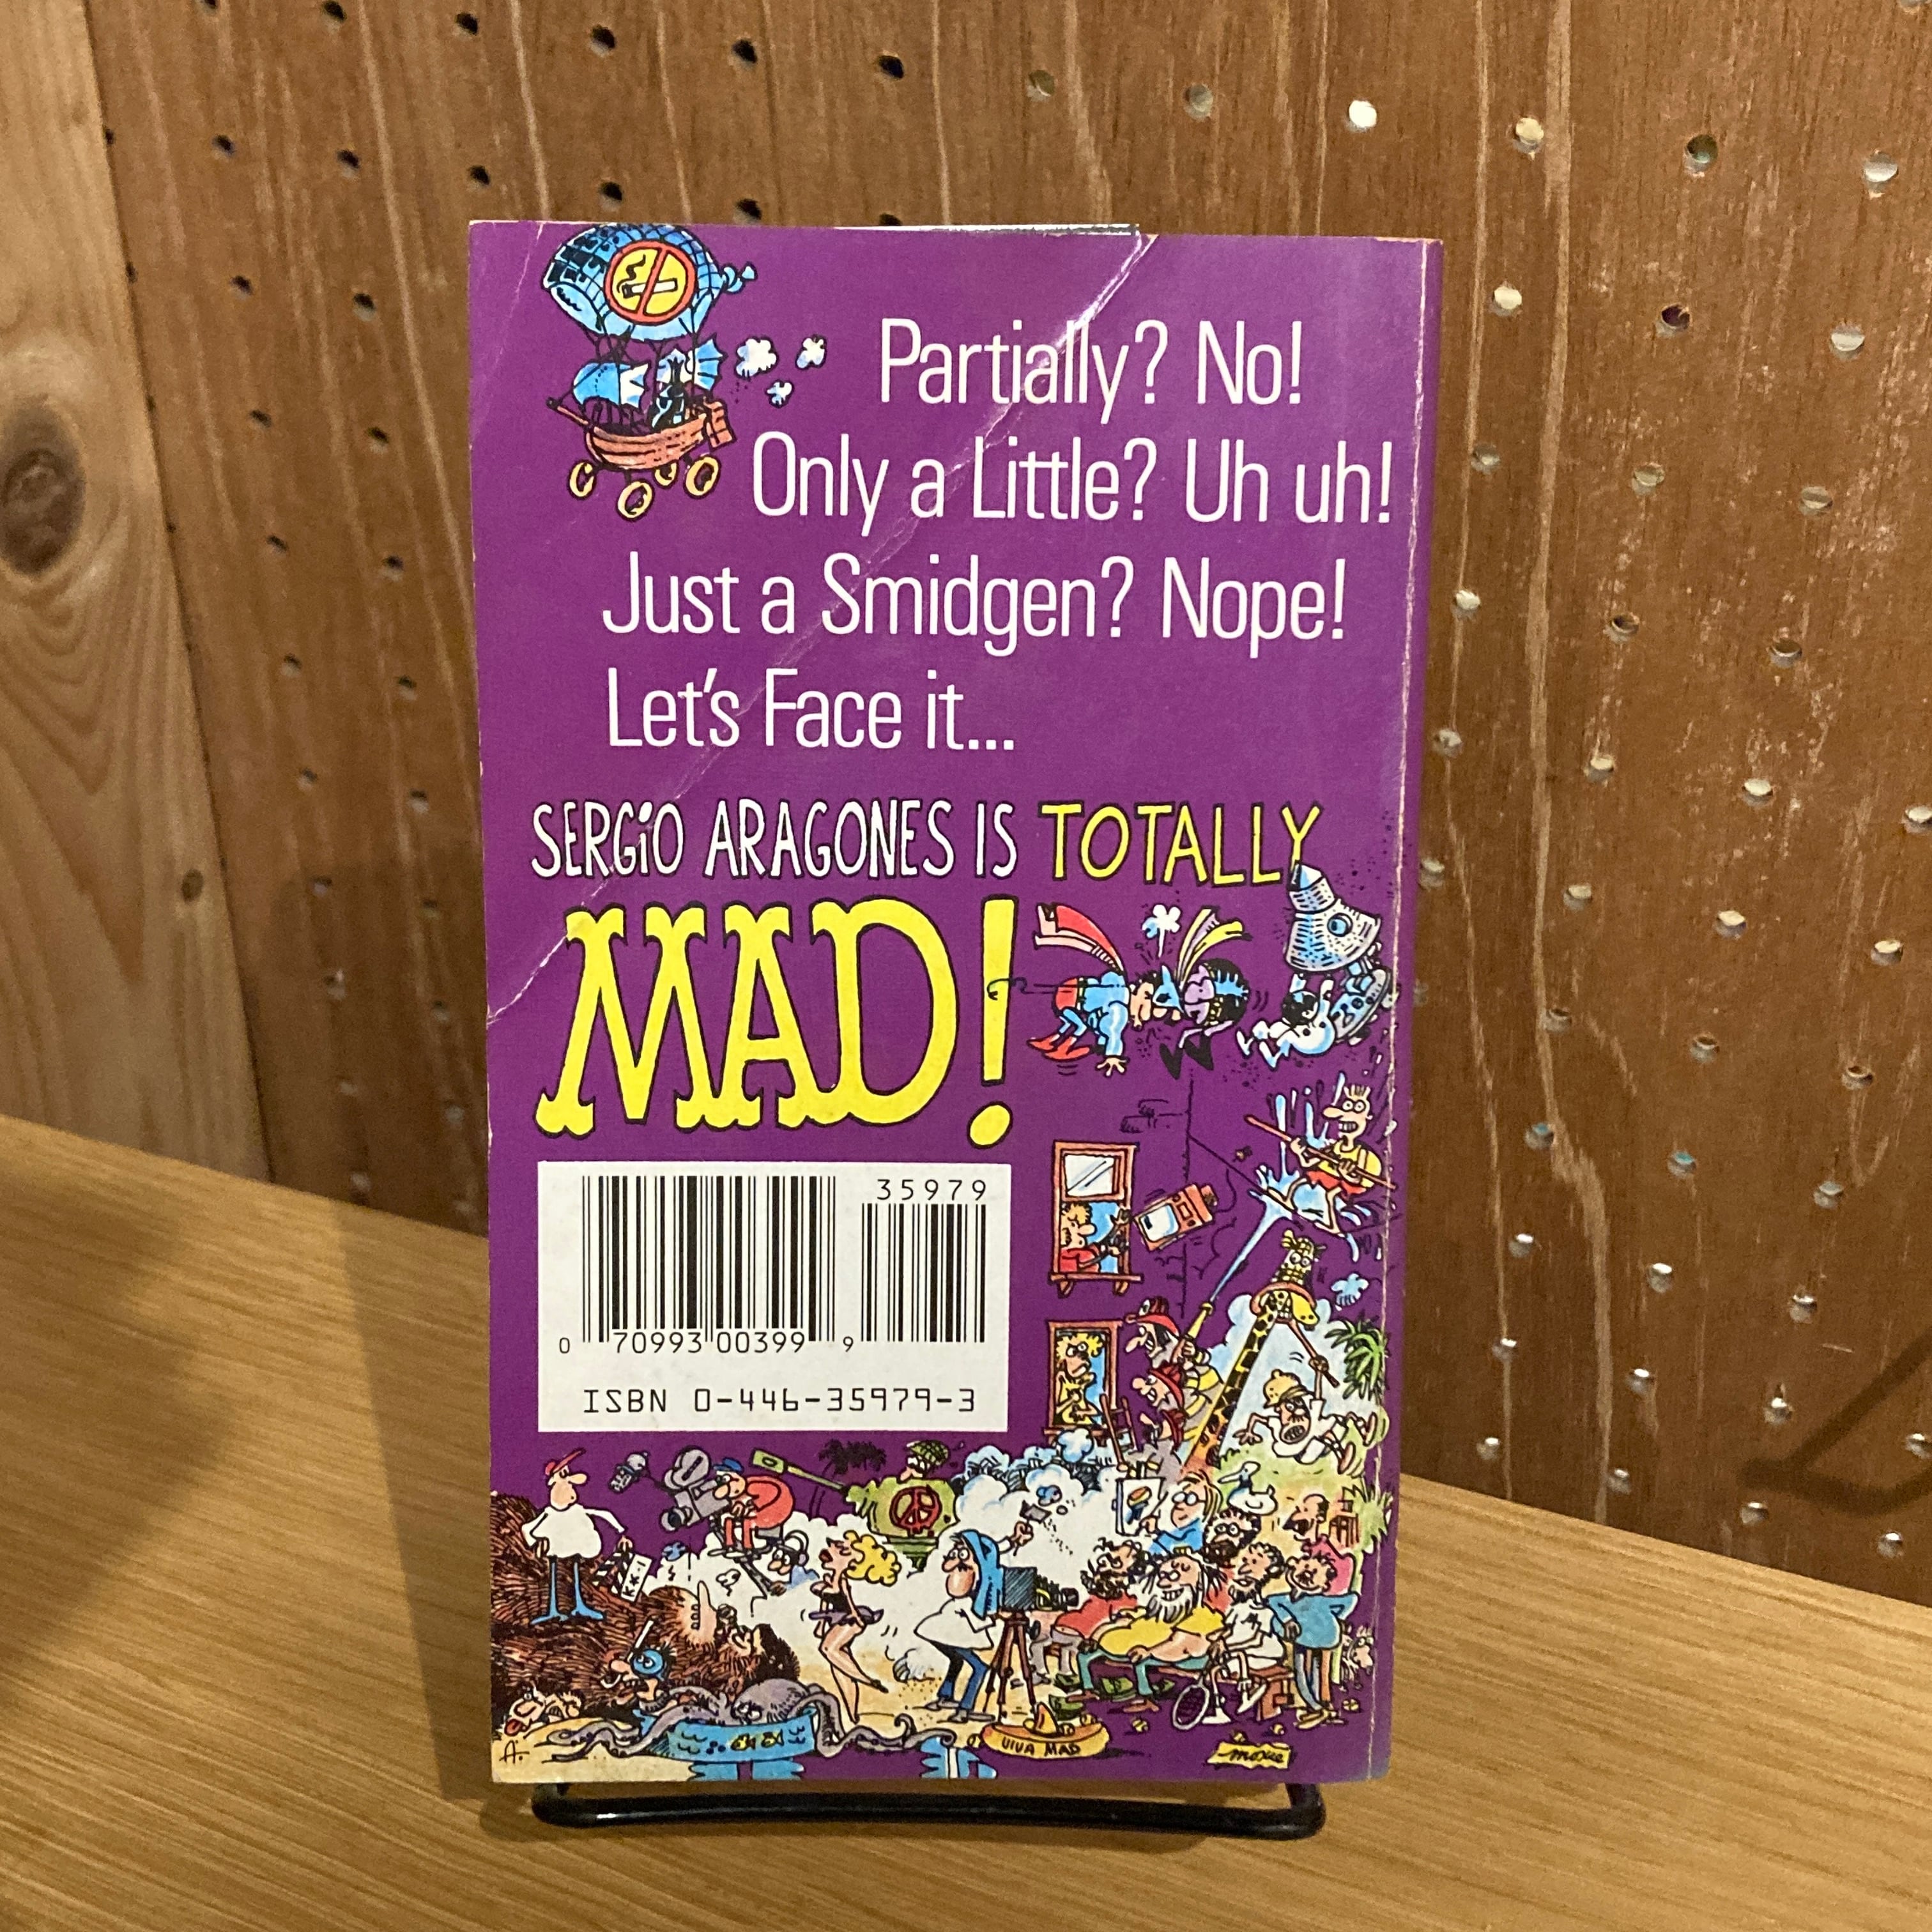 Partially? No!
Only a Little? Uh uh!
Just a Smidgen? Nope!
Let's Face it...
SERGiO ARAGONES IS TOTALLY
MAD!
35979
0 70993 00399 9
ISBN 0-446-35979-3
VIVA MAD
A.